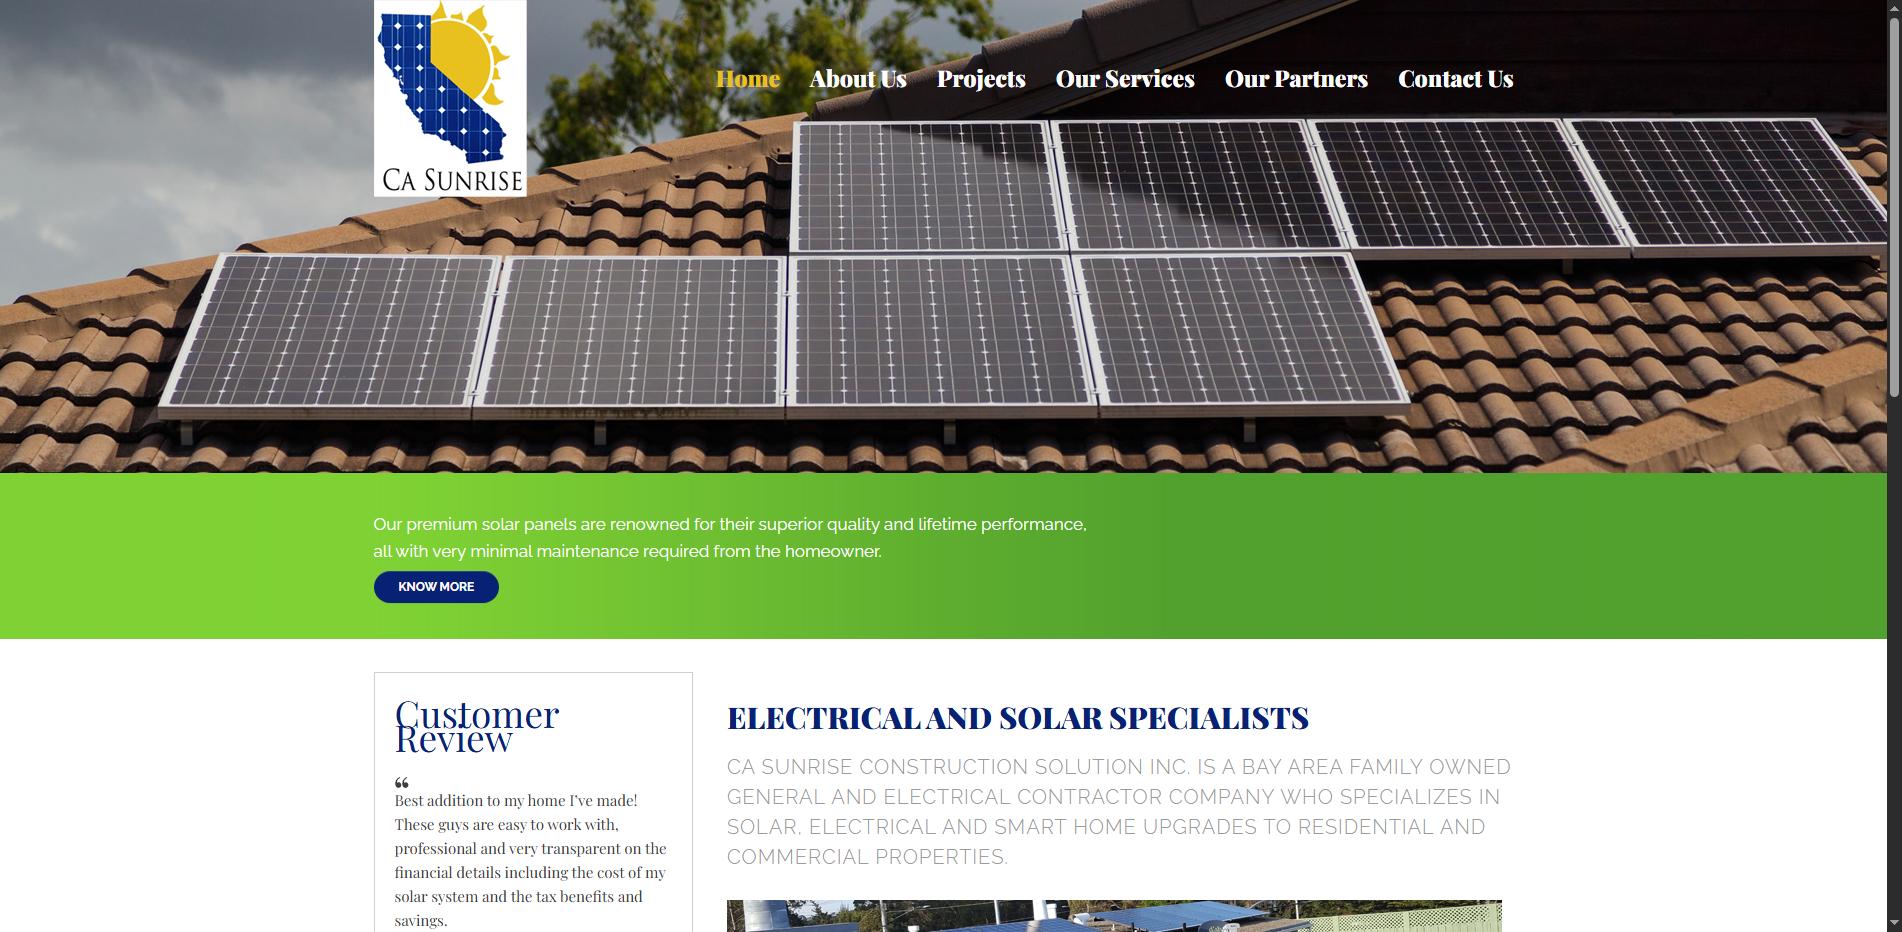 CA SUNRISE
Home About Us Projects Our Services Our Partners Contact Us
Our premium solar panels are renowned for their superior quality and lifetime performance,
all with very minimal maintenance required from the homeowner.
KNOW MORE
Customer
Review
“
Best addition to my home I’ve made!
These guys are easy to work with,
professional and very transparent on the
financial details including the cost of my
solar system and the tax benefits and
savings.
ELECTRICAL AND SOLAR SPECIALISTS
CA SUNRISE CONSTRUCTION SOLUTION INC. IS A BAY AREA FAMILY OWNED
GENERAL AND ELECTRICAL CONTRACTOR COMPANY WHO SPECIALIZES IN
SOLAR, ELECTRICAL AND SMART HOME UPGRADES TO RESIDENTIAL AND
COMMERCIAL PROPERTIES.